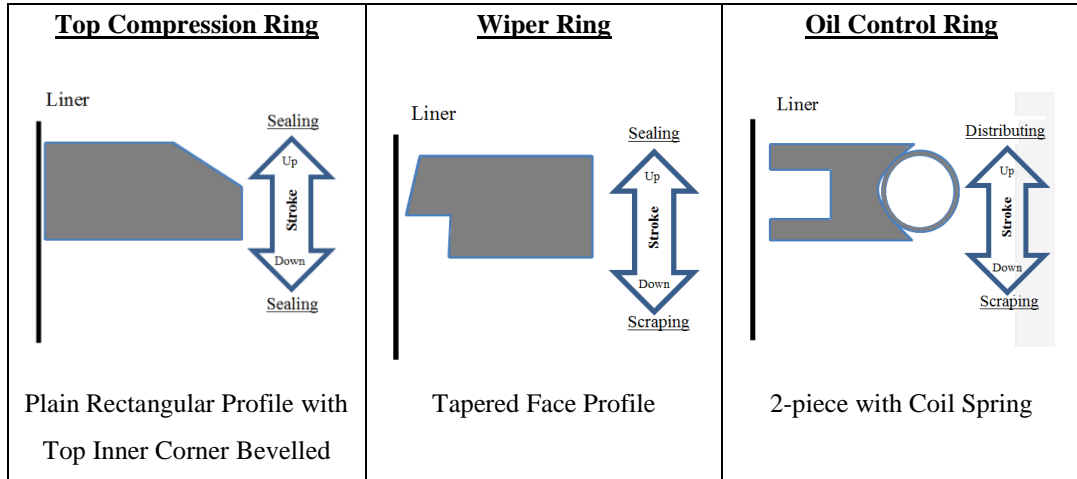 Top Compression Ring
Liner
Sealing
Up
Stroke
Down
Sealing
Plain Rectangular Profile with
Top Inner Corner Bevelled
Wiper Ring
Liner
Sealing
Up
Stroke
Down
Scraping
Tapered Face Profile
Oil Control Ring
Liner
Distributing
Up
Stroke
Down
Scraping
2-piece with Coil Spring